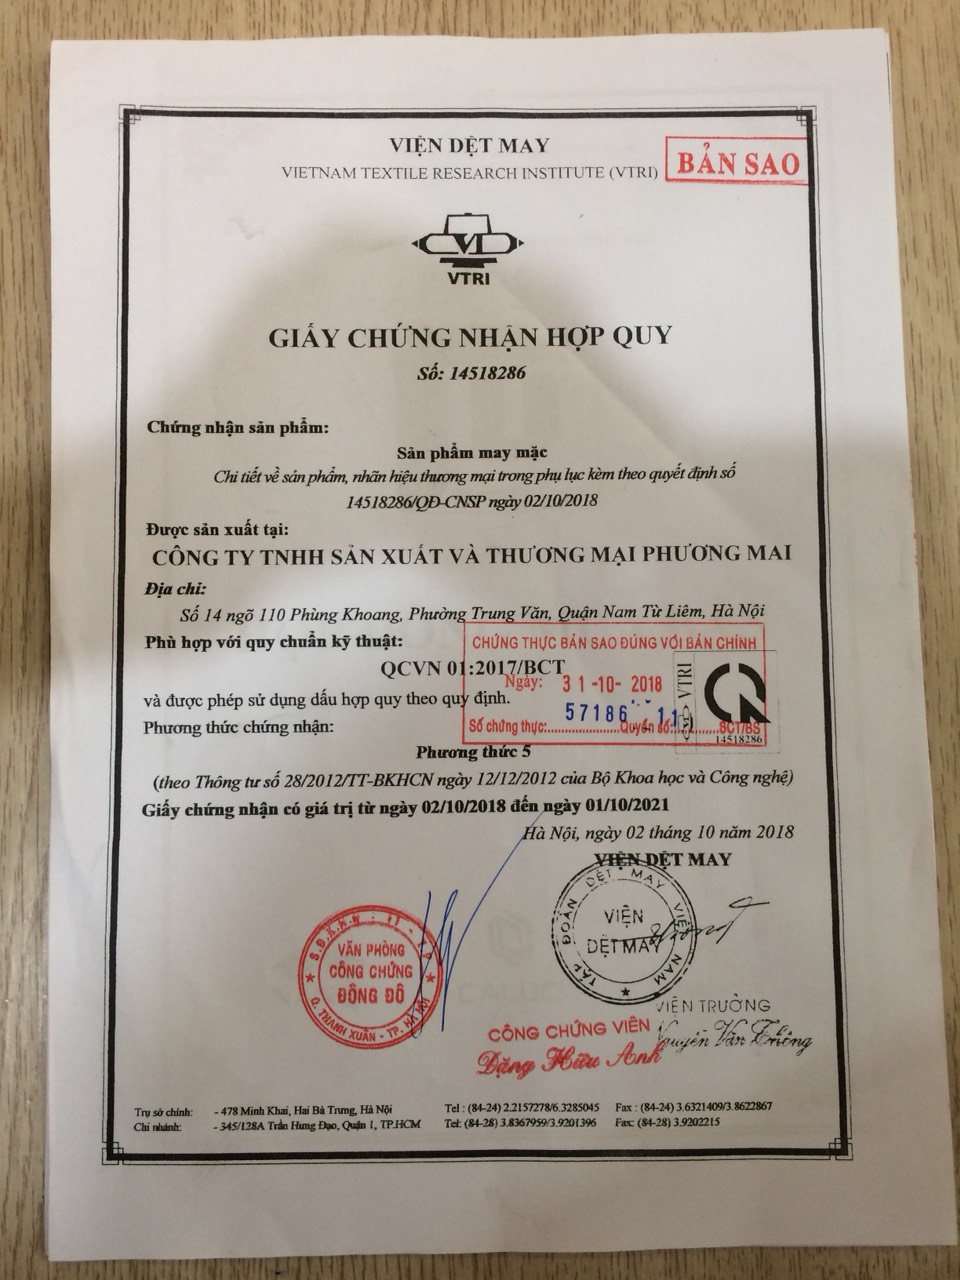 VIỆN DỆT MAY
VIETNAM TEXTILE RESEARCH INSTITUTE (VTRI)
BẢN SAO
VTRI
GIẤY CHỨNG NHẬN HỢP QUY
Số: 14518286
Chứng nhận sản phẩm:
Sản phẩm may mặc
Chi tiết về sản phẩm, nhãn hiệu thương mại trong phụ lục kèm theo quyết định số
14518286/QĐ-CNSP ngày 02/10/2018
Được sản xuất tại:
CÔNG TY TNHH SẢN XUẤT VÀ THƯƠNG MẠI PHƯƠNG MAI
Địa chỉ:
Số 14 ngõ 110 Phùng Khoang, Phường Trung Văn, Quận Nam Từ Liêm, Hà Nội
Phù hợp với quy chuẩn kỹ thuật:
CHỨNG THỰC BẢN SAO ĐÚNG VỚI BẢN CHÍNH
QCVN 01:2017/BCT
Ngày: 31-10-2018
và được phép sử dụng dấu hợp quy theo quy định.
57186
Số chứng thực:....................Quyển số:............SCT/BS
VTRI
14518286
Phương thức chứng nhận:
Phương thức 5
(theo Thông tư số 28/2012/TT-BKHCN ngày 12/12/2012 của Bộ Khoa học và Công nghệ)
Giấy chứng nhận có giá trị từ ngày 02/10/2018 đến ngày 01/10/2021
Hà Nội, ngày 02 tháng 10 năm 2018
VIỆN DỆT MAY
TẬP ĐOÀN DỆT MAY VIỆT NAM
VIỆN
DỆT MAY
VĂN PHÒNG
CÔNG CHỨNG
ĐÔNG ĐÔ
Q. THANH XUÂN - TP. HÀ NỘI
VIỆN TRƯỞNG
Nguyễn Văn Thông
CÔNG CHỨNG VIÊN
Đặng Hữu Anh
Trụ sở chính: - 478 Minh Khai, Hai Bà Trưng, Hà Nội Tel : (84-24) 2.2157278/6.3285045 Fax : (84-24) 3.6321409/3.8622867
Chi nhánh: - 345/128A Trần Hưng Đạo, Quận 1, TP.HCM Tel: (84-28) 3.8367959/3.9201396 Fax: (84-28) 3.9202215